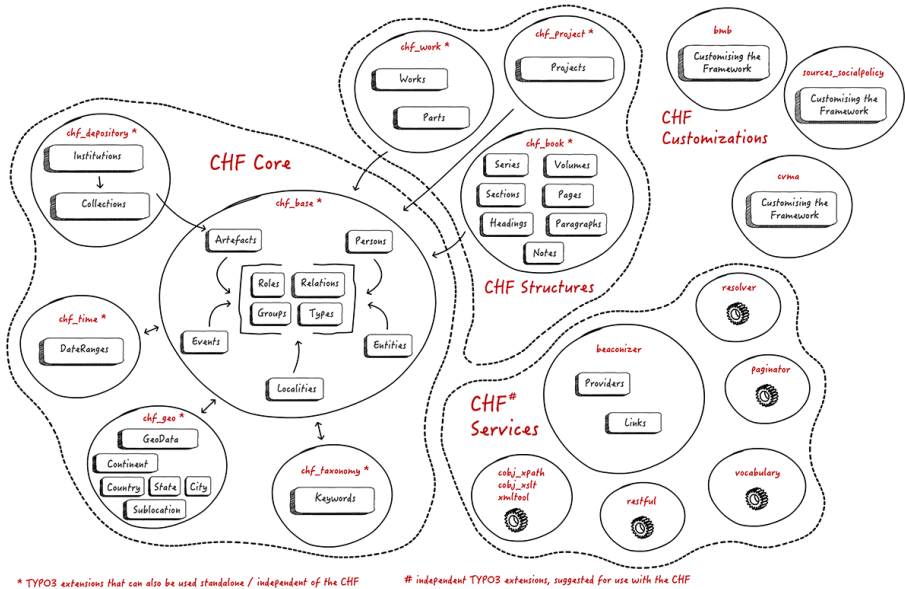 chf_work *
Works
Parts
chf_project *
Projects
chf_book *
Series
Volumes
Sections
Pages
Headings
Paragraphs
Notes
CHF Structures
bmb
Customising the
Framework
sources_socialpolicy
Customising the
Framework
CHF
Customizations
cvma
Customising the
Framework
CHF Core
chf_depository *
Institutions
Collections
chf_base *
Artefacts
Persons
Roles
Relations
Groups
Types
Events
Entities
Localities
chf_time *
DateRanges
chf_geo *
GeoData
Continent
Country
State
City
Sublocation
chf_taxonomy *
Keywords
CHF#
Services
beaconizer
Providers
Links
resolver
paginator
vocabulary
restful
cobj_xpath
cobj_xslt
xmltool
* TYPO3 extensions that can also be used standalone / independent of the CHF
# independent TYPO3 extensions, suggested for use with the CHF